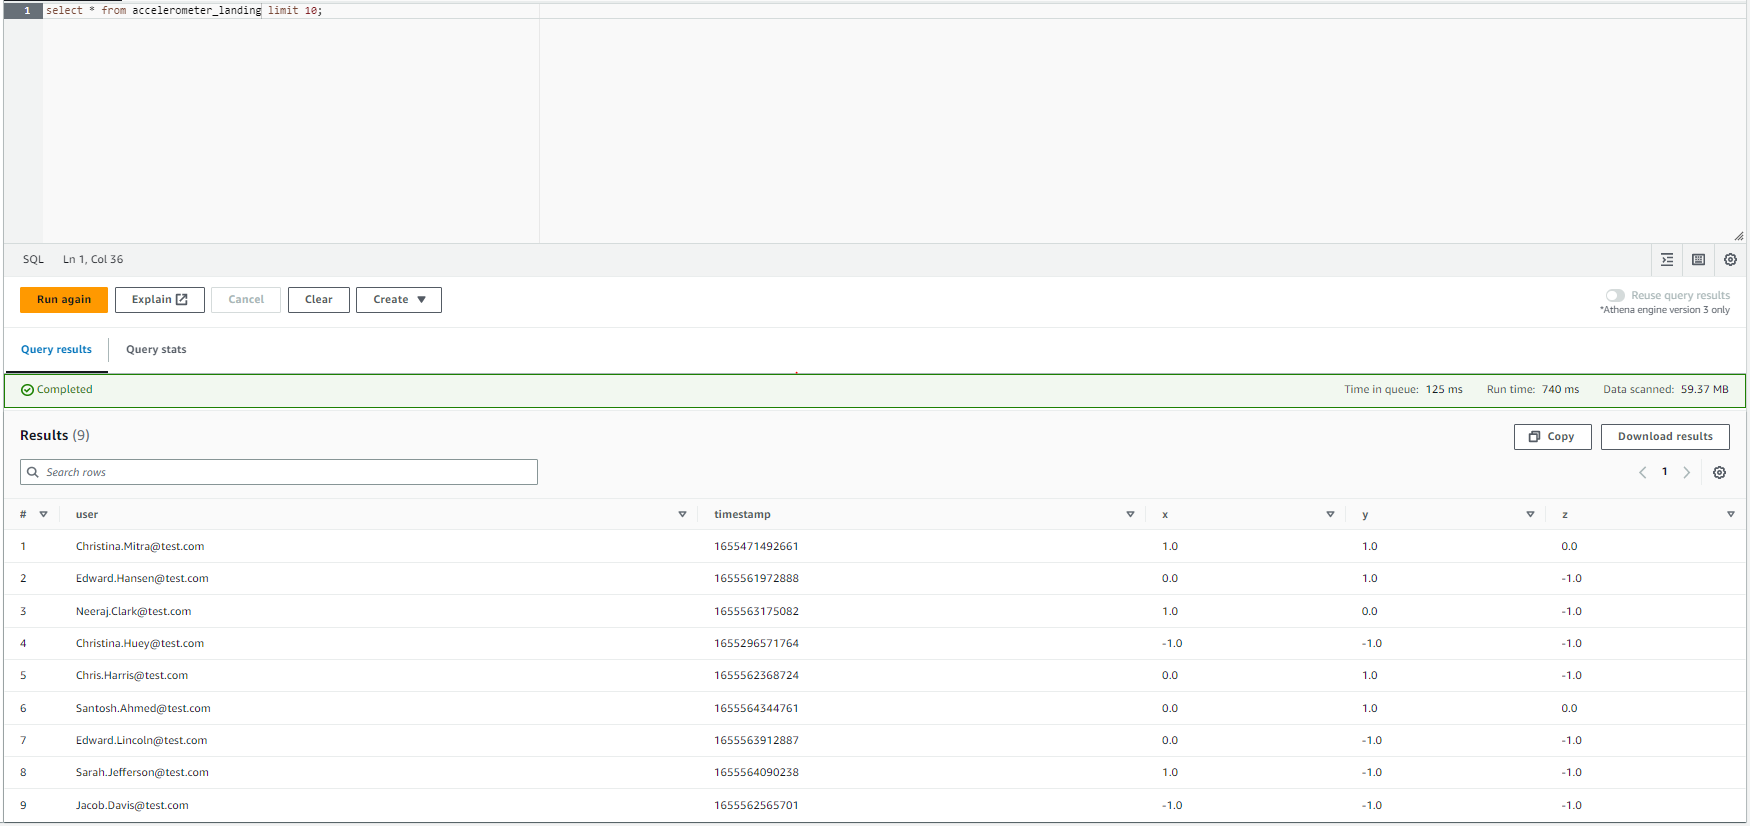 1 select * from accelerometer_landing limit 10;
SQL Ln 1, Col 36
Run again Explain Cancel Clear Create Reuse query results
*Athena engine version 3 only
Query results Query stats
Completed Time in queue: 125 ms Run time: 740 ms Data scanned: 59.37 MB
Results (9) Copy Download results
Search rows 1
# user timestamp x y z
1 Christina.Mitra@test.com 1655471492661 1.0 1.0 0.0
2 Edward.Hansen@test.com 1655561972888 0.0 1.0 -1.0
3 Neeraj.Clark@test.com 1655563175082 1.0 0.0 -1.0
4 Christina.Huey@test.com 1655296571764 -1.0 -1.0 -1.0
5 Chris.Harris@test.com 1655562368724 0.0 1.0 -1.0
6 Santosh.Ahmed@test.com 1655564344761 0.0 1.0 0.0
7 Edward.Lincoln@test.com 1655563912887 0.0 -1.0 -1.0
8 Sarah.Jefferson@test.com 1655564090238 1.0 -1.0 -1.0
9 Jacob.Davis@test.com 1655562565701 -1.0 -1.0 -1.0